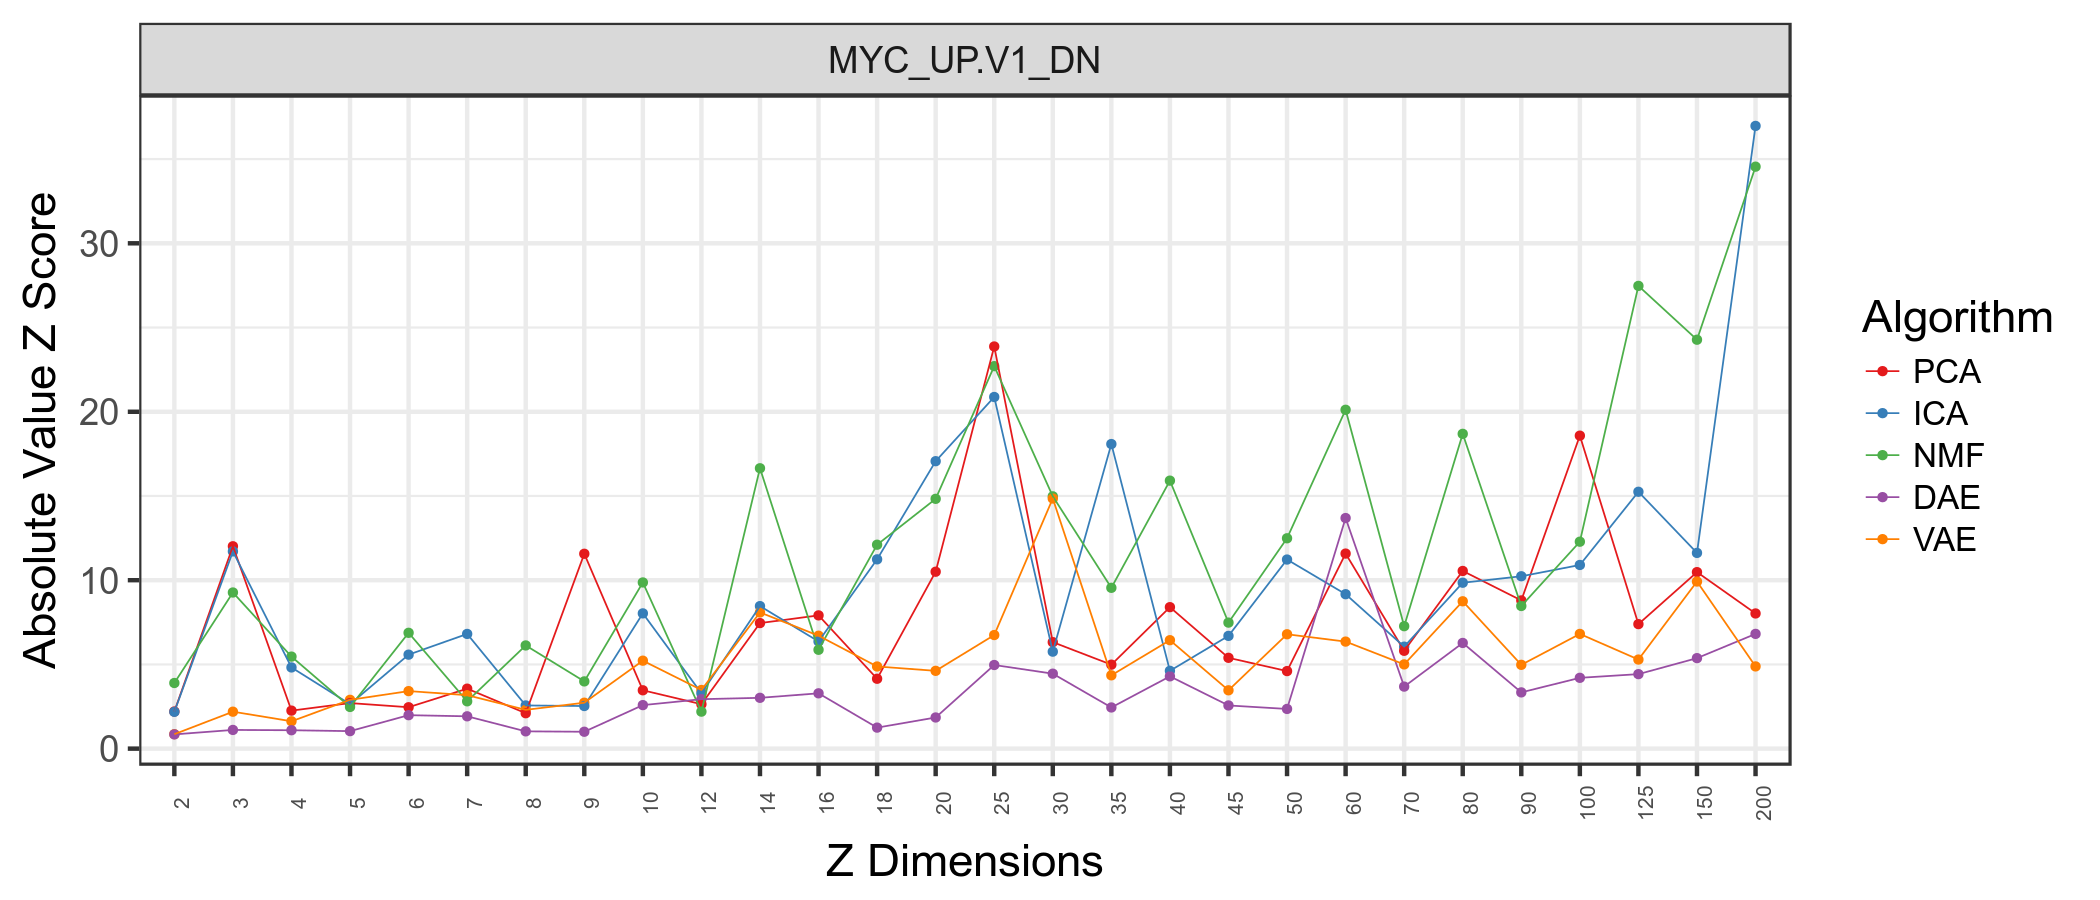 MYC_UP.V1_DN
Absolute Value Z Score
30
20
10
0
2 3 4 5 6 7 8 9 10 12 14 16 18 20 25 30 35 40 45 50 60 70 80 90 100 125 150 200
Z Dimensions
Algorithm
PCA
ICA
NMF
DAE
VAE